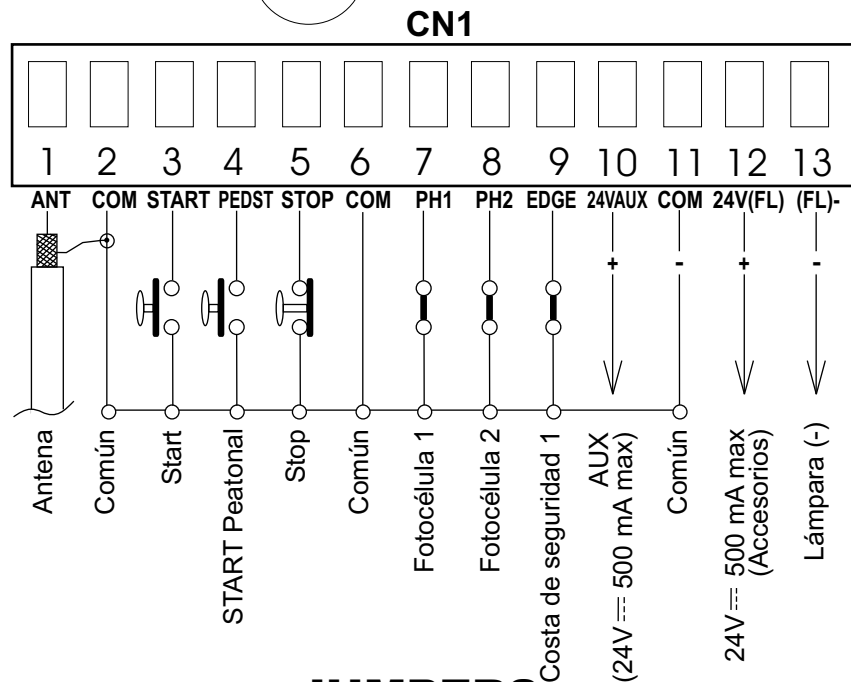 CN1
1 2 3 4 5 6 7 8 9 10 11 12 13
ANT COM START PEDST STOP COM PH1 PH2 EDGE 24VAUX COM 24V(FL) (FL)-
+ - + -
Antena
Común
Start
START Peatonal
Stop
Común
Fotocélula 1
Fotocélula 2
Costa de seguridad 1
AUX
(24V⎓ 500 mA max)
Común
24V⎓ 500 mA max
(Accesorios)
Lámpara (-)
JUMPERS